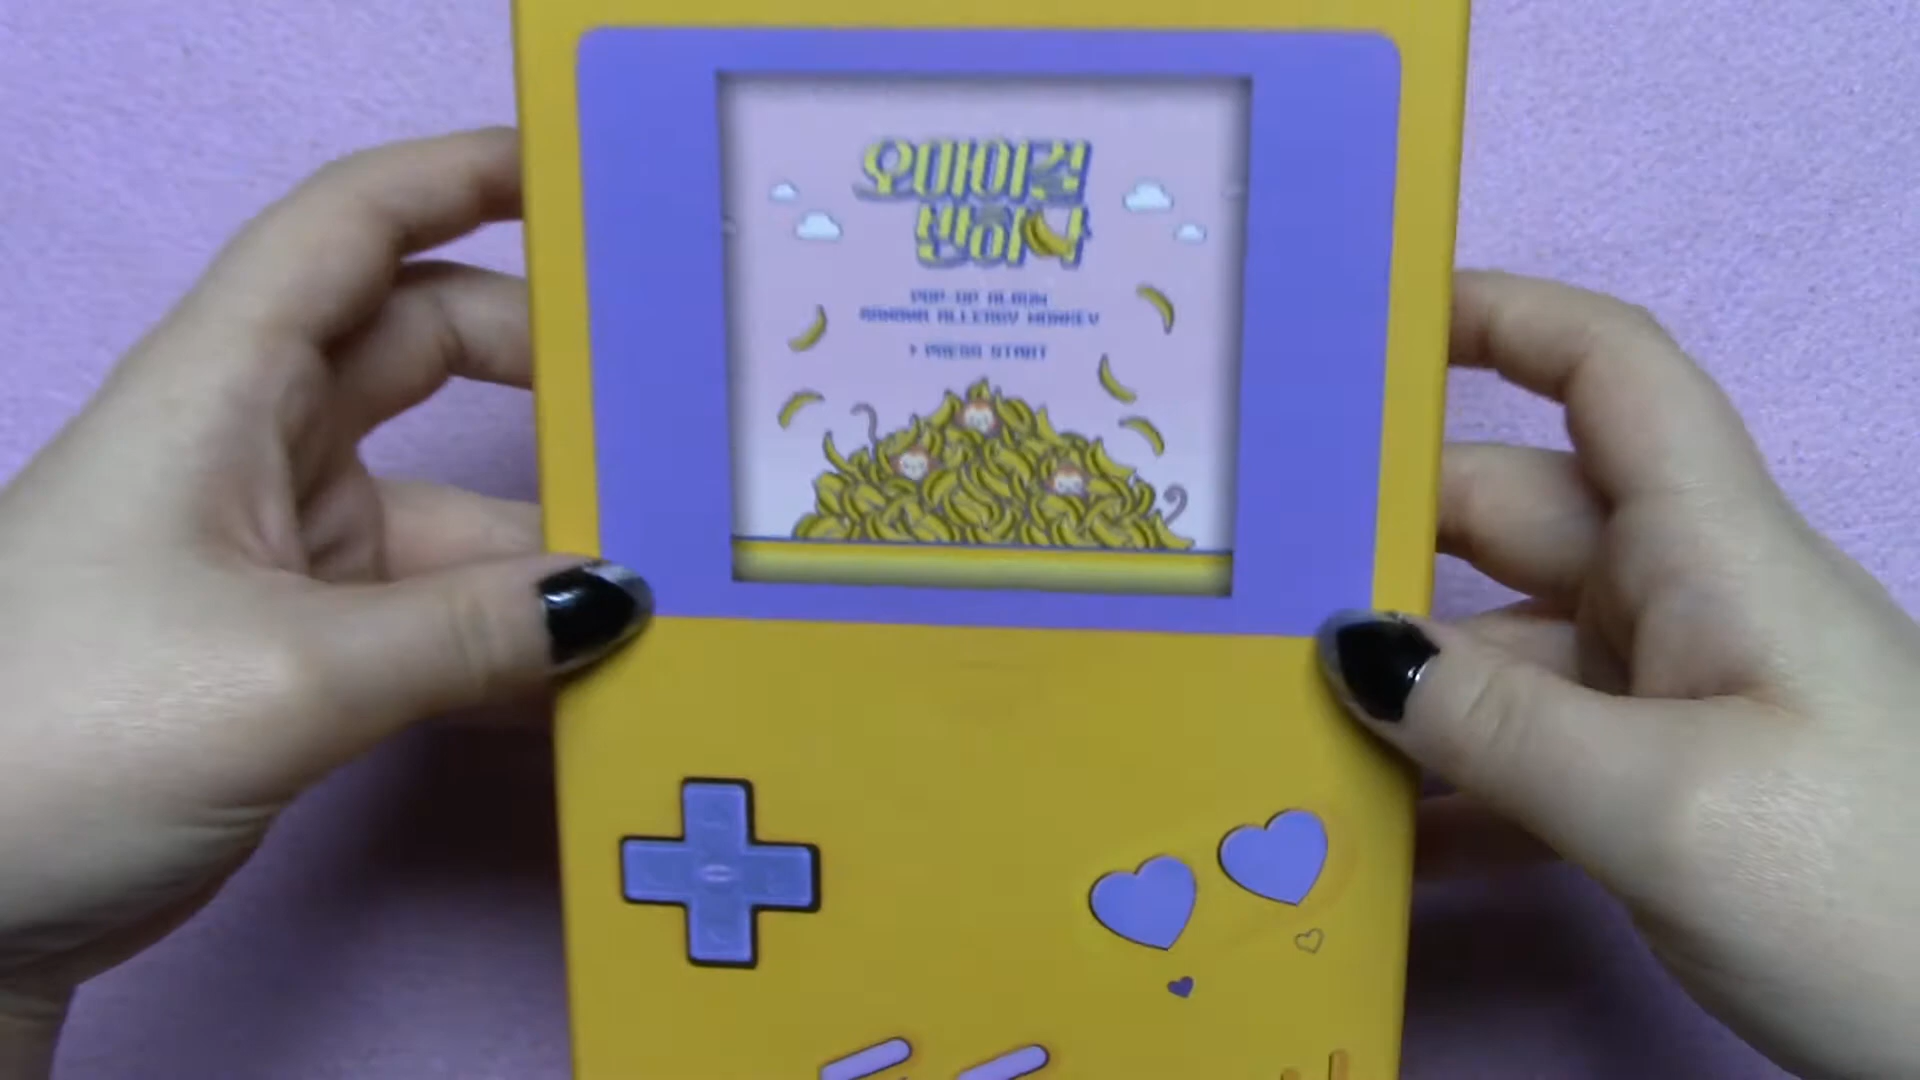 오마이걸
반하나
POP-UP ALBUM
BANANA ALLERGY MONKEY
▸ PRESS START